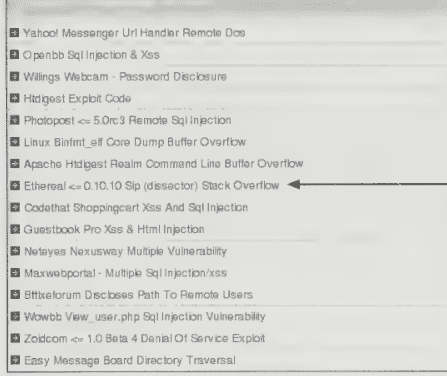 Yahoo! Messenger Url Handler Remote Dos
Openbb Sql Injection & Xss
Willings Webcam - Password Disclosure
Htdigest Exploit Code
Photopost <= 5.0rc3 Remote Sql Injection
Linux Binfmt_elf Core Dump Buffer Overflow
Apache Htdigest Realm Command Line Buffer Overflow
Ethereal <= 0.10.10 Sip (dissector) Stack Overflow
Codethat Shoppingcart Xss And Sql Injection
Guestbook Pro Xss & Html Injection
Neteyes Nexusway Multiple Vulnerability
Maxwebportal - Multiple Sql Injection/xss
Discloses Path To Remote Users
Wowbb View_user.php Sql Injection Vulnerability
Zoidcom <= 1.0 Beta 4 Denial Of Service Exploit
Easy Message Board Directory Traversal